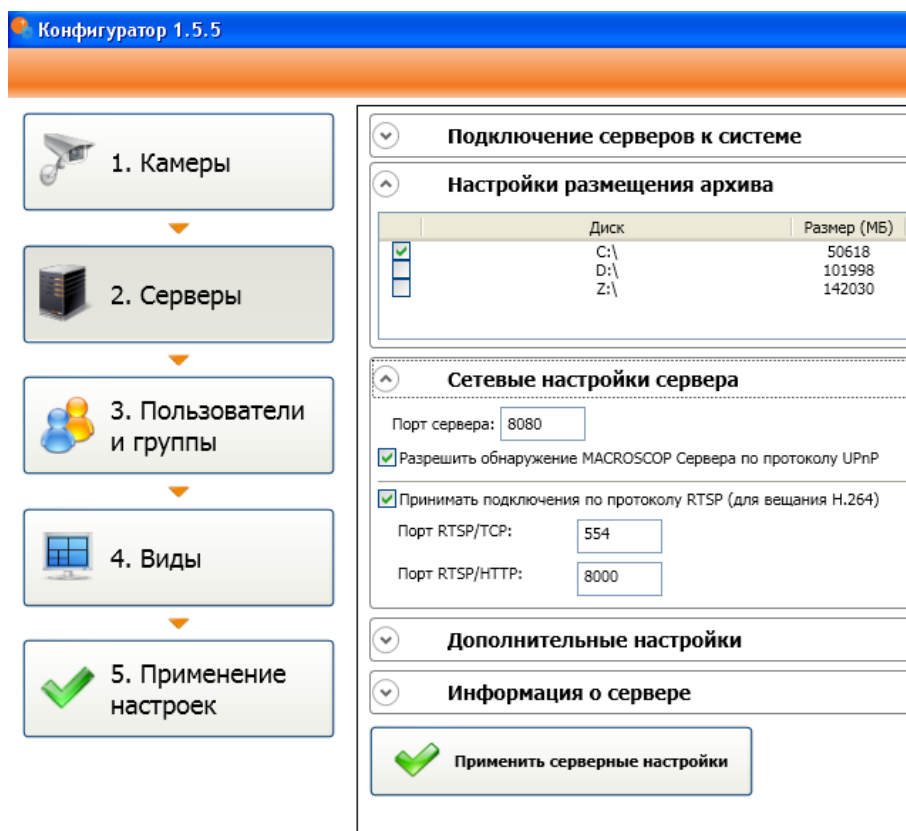 Конфигуратор 1.5.5
1. Камеры
2. Серверы
3. Пользователи
и группы
4. Виды
5. Применение
настроек
Подключение серверов к системе
Настройки размещения архива
Диск Размер (МБ)
C:\ 50618
D:\ 101998
Z:\ 142030
Сетевые настройки сервера
Порт сервера: 8080
Разрешить обнаружение MACROSCOP Сервера по протоколу UPnP
Принимать подключения по протоколу RTSP (для вещания H.264)
Порт RTSP/TCP: 554
Порт RTSP/HTTP: 8000
Дополнительные настройки
Информация о сервере
Применить серверные настройки